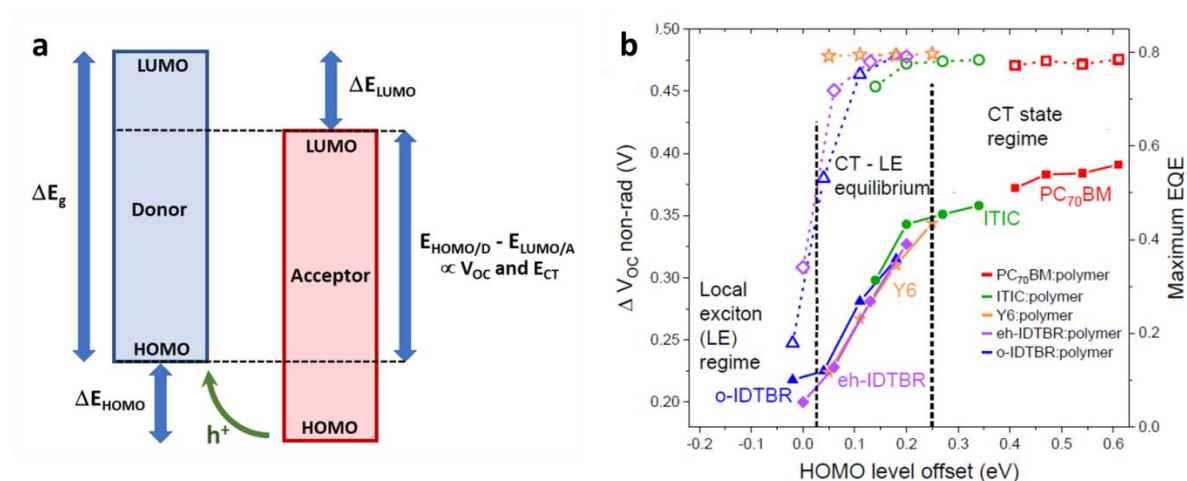 a
LUMO
ΔE_LUMO
LUMO
ΔE_g
Donor
Acceptor
E_HOMO/D - E_LUMO/A
∝ V_OC and E_CT
HOMO
ΔE_HOMO
h⁺
HOMO
b
Δ V_OC non-rad (V)
0.50
0.45
0.40
0.35
0.30
0.25
0.20
CT state
regime
CT - LE
equilibrium
PC₇₀BM
ITIC
Y6
Local
exciton
(LE)
regime
eh-IDTBR
o-IDTBR
PC₇₀BM:polymer
ITIC:polymer
Y6:polymer
eh-IDTBR:polymer
o-IDTBR:polymer
0.8
0.6
0.4
0.2
0.0
Maximum EQE
-0.2 -0.1 0.0 0.1 0.2 0.3 0.4 0.5 0.6
HOMO level offset (eV)